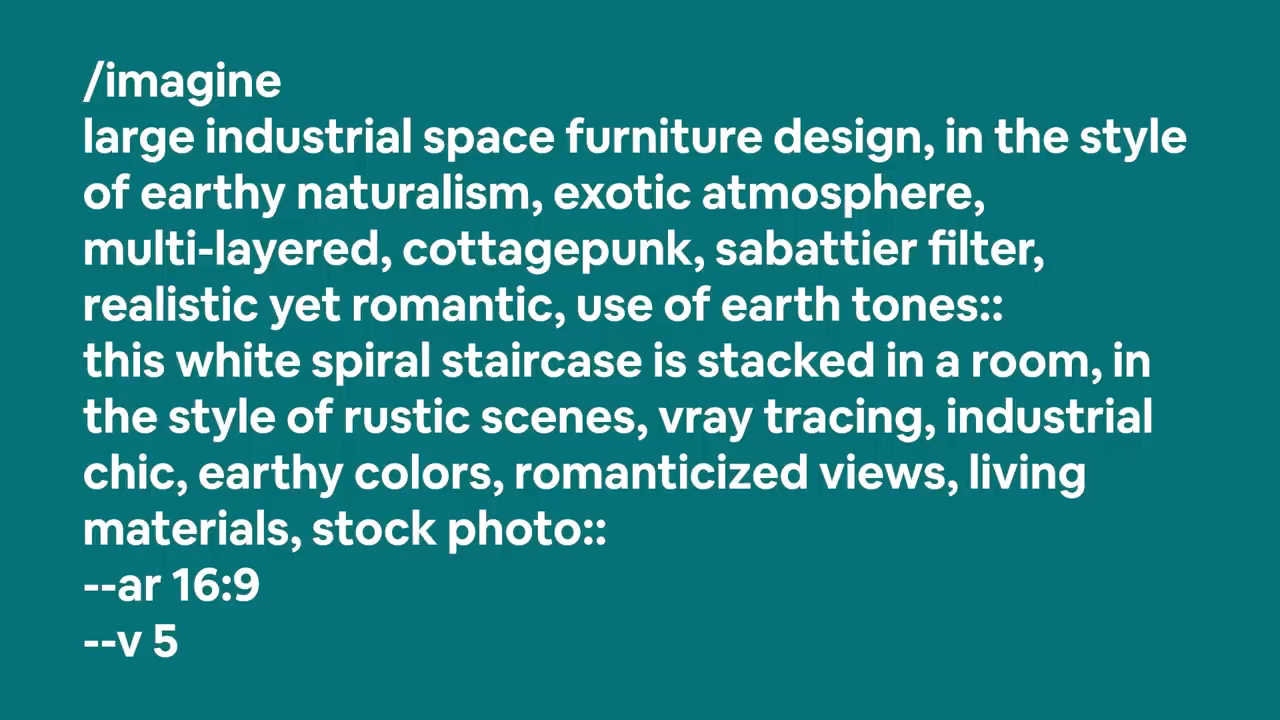 /imagine
large industrial space furniture design, in the style
of earthy naturalism, exotic atmosphere,
multi-layered, cottagepunk, sabattier filter,
realistic yet romantic, use of earth tones::
this white spiral staircase is stacked in a room, in
the style of rustic scenes, vray tracing, industrial
chic, earthy colors, romanticized views, living
materials, stock photo::
--ar 16:9
--v 5